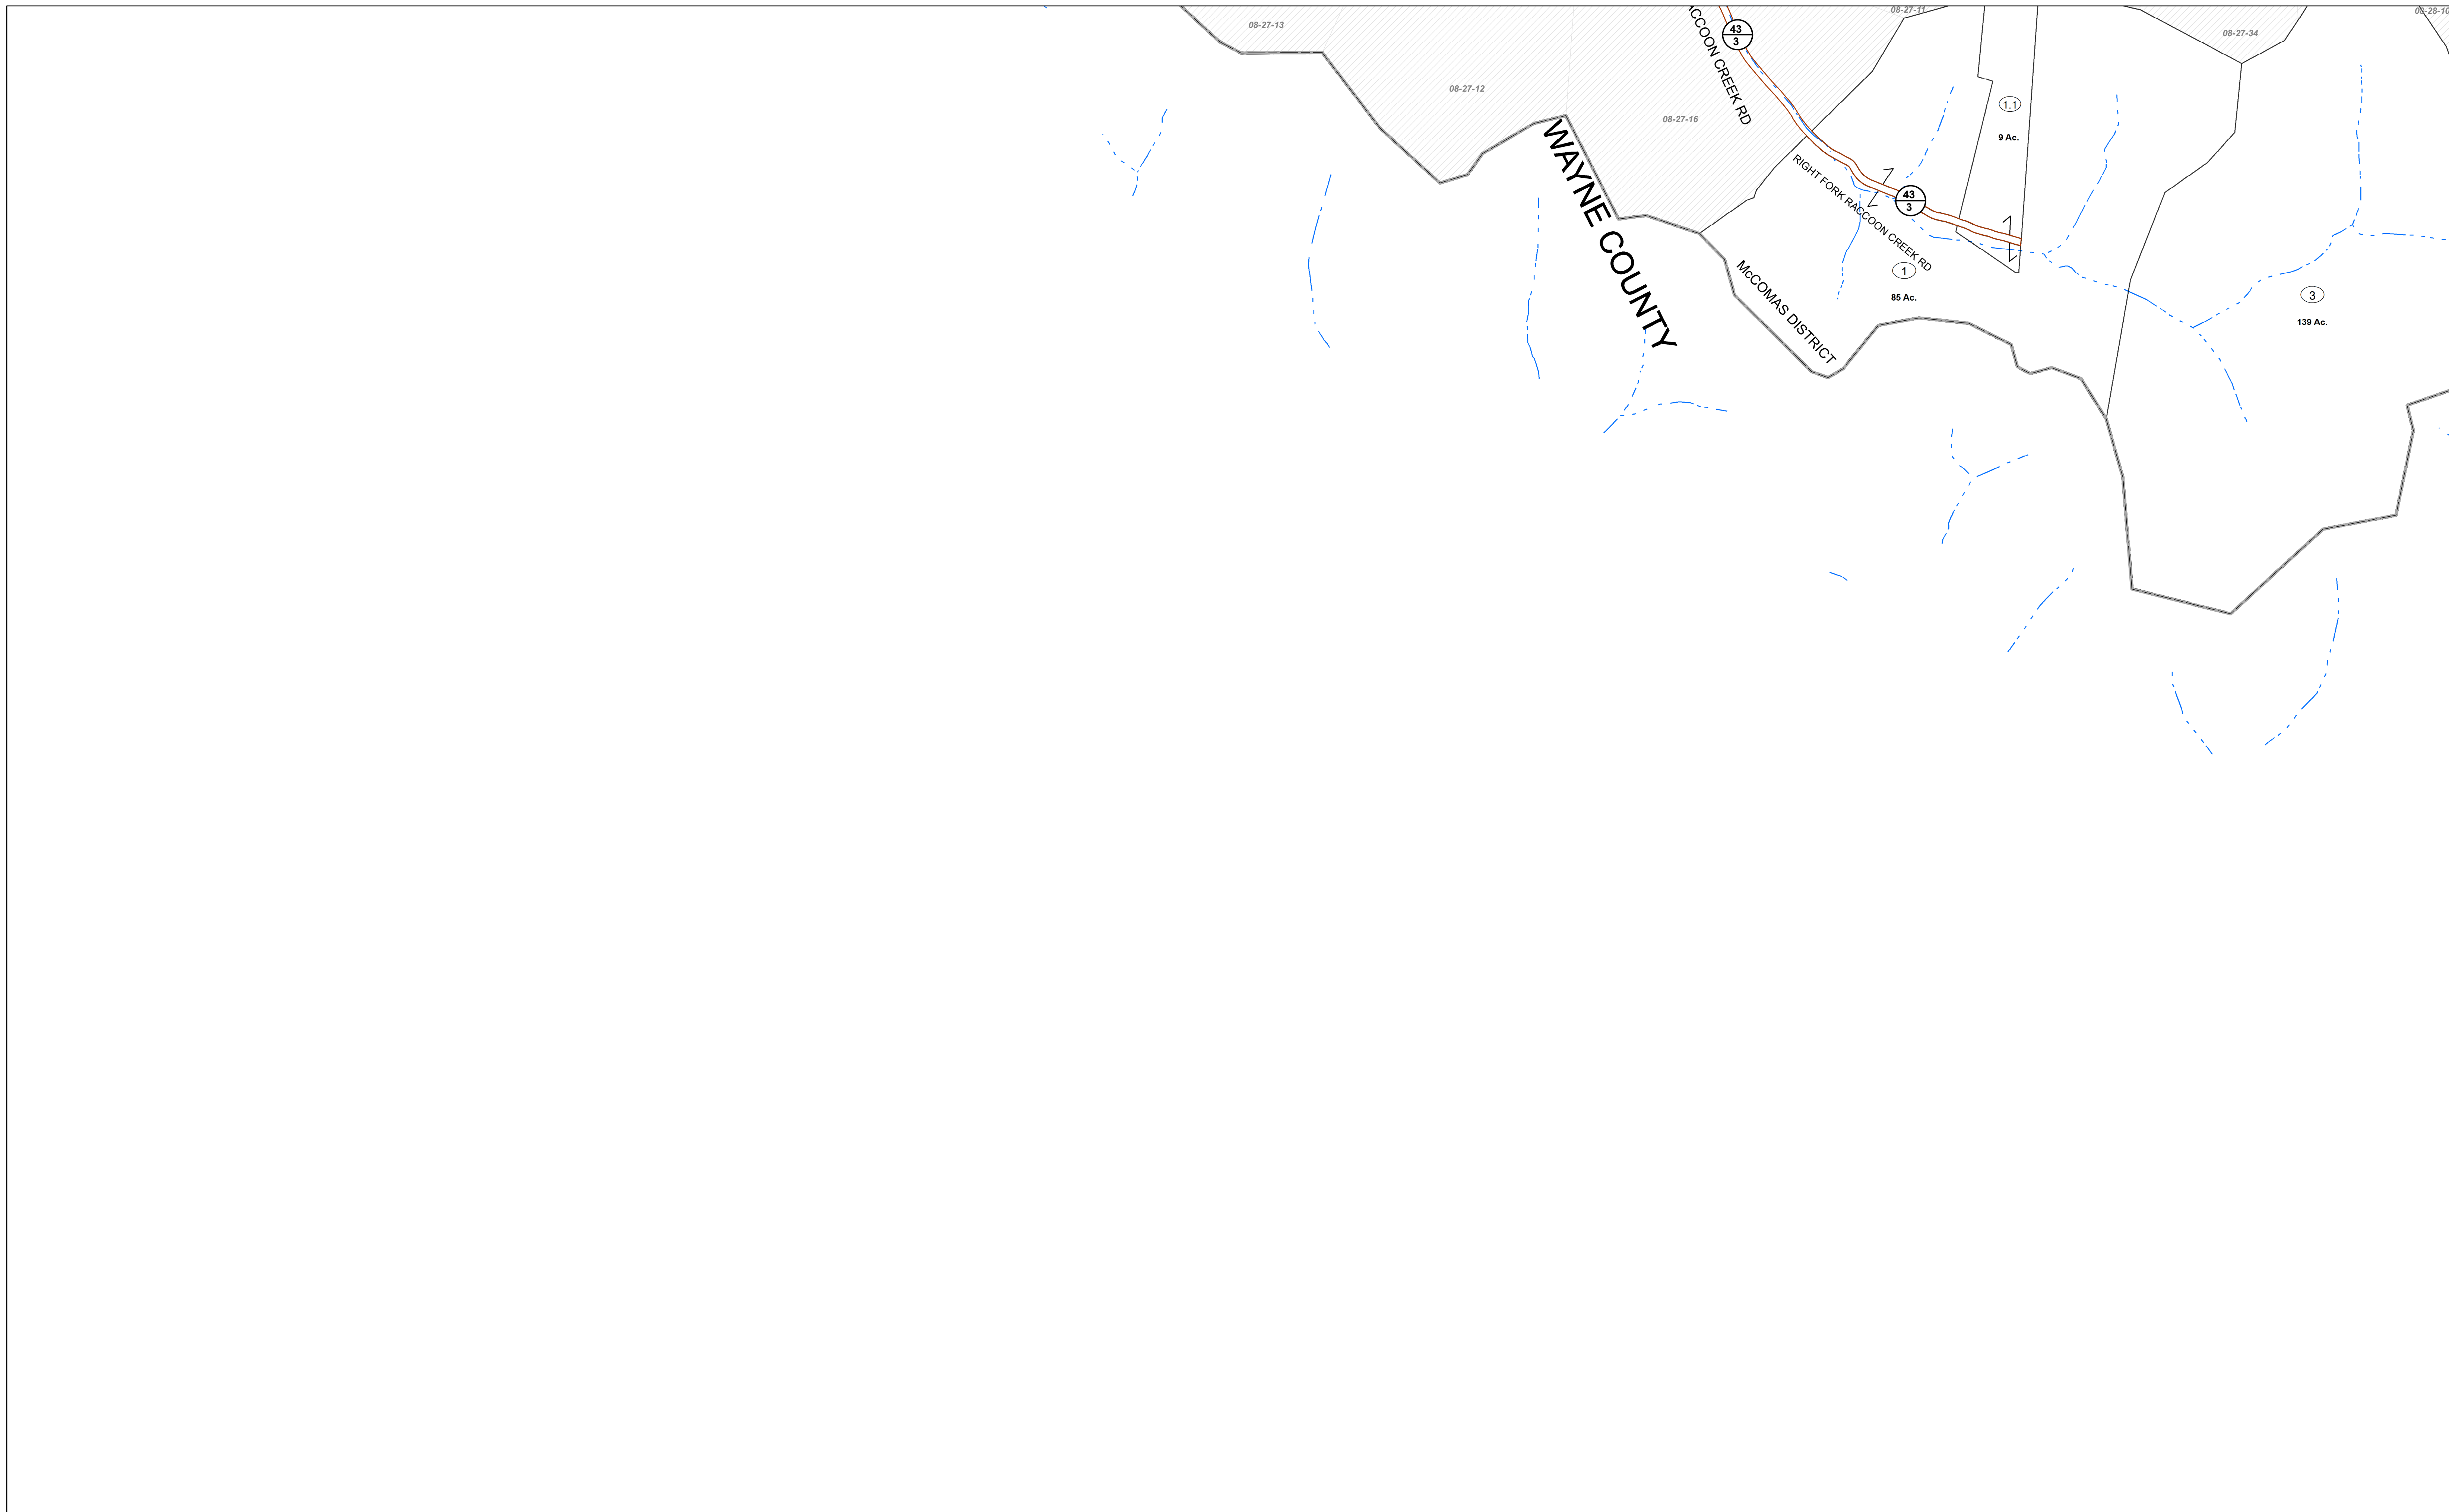 08-27-13
08-27-11
08-27-34
43
3
08-27-12
08-27-16
CCOON CREEK RD
1.1
9 Ac.
WAYNE COUNTY
RIGHT FORK RACCOON CREEK RD
43
3
McCOMAS DISTRICT
1
85 Ac.
3
139 Ac.